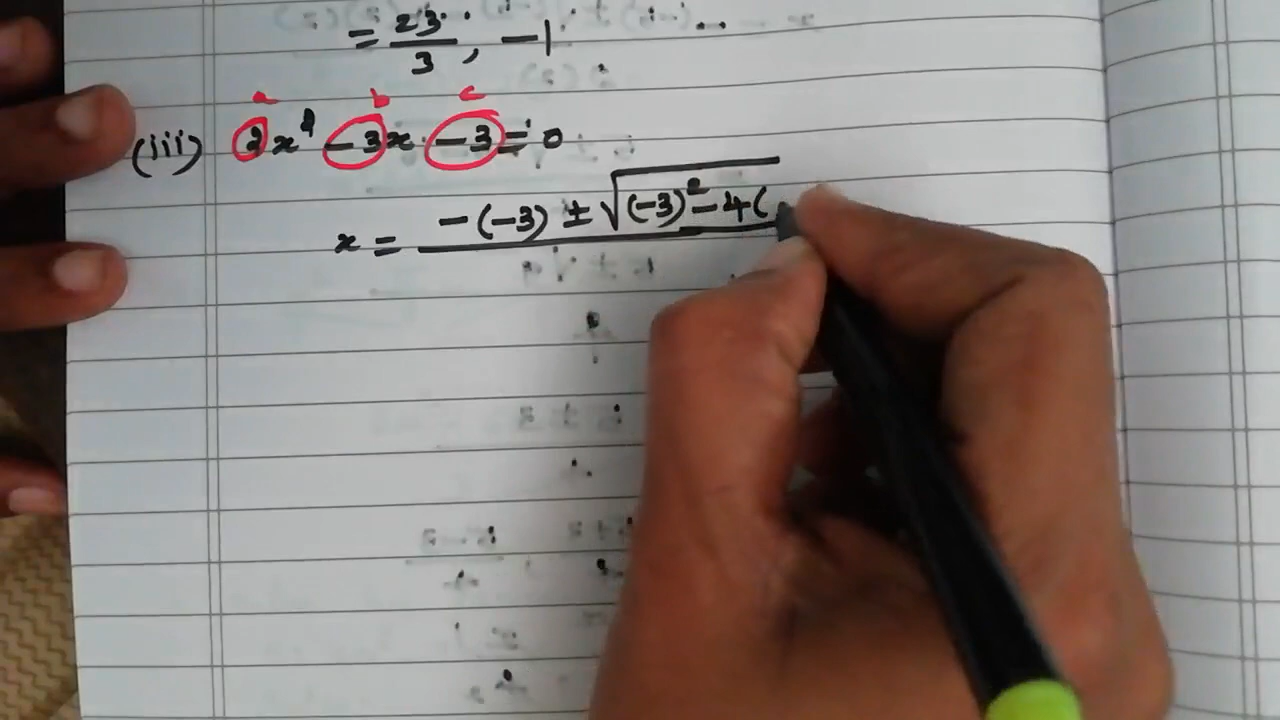 = 23/3, -1
a b c
(iii) 2x² -3x -3 = 0
x = -(-3) ± √(-3)² - 4(